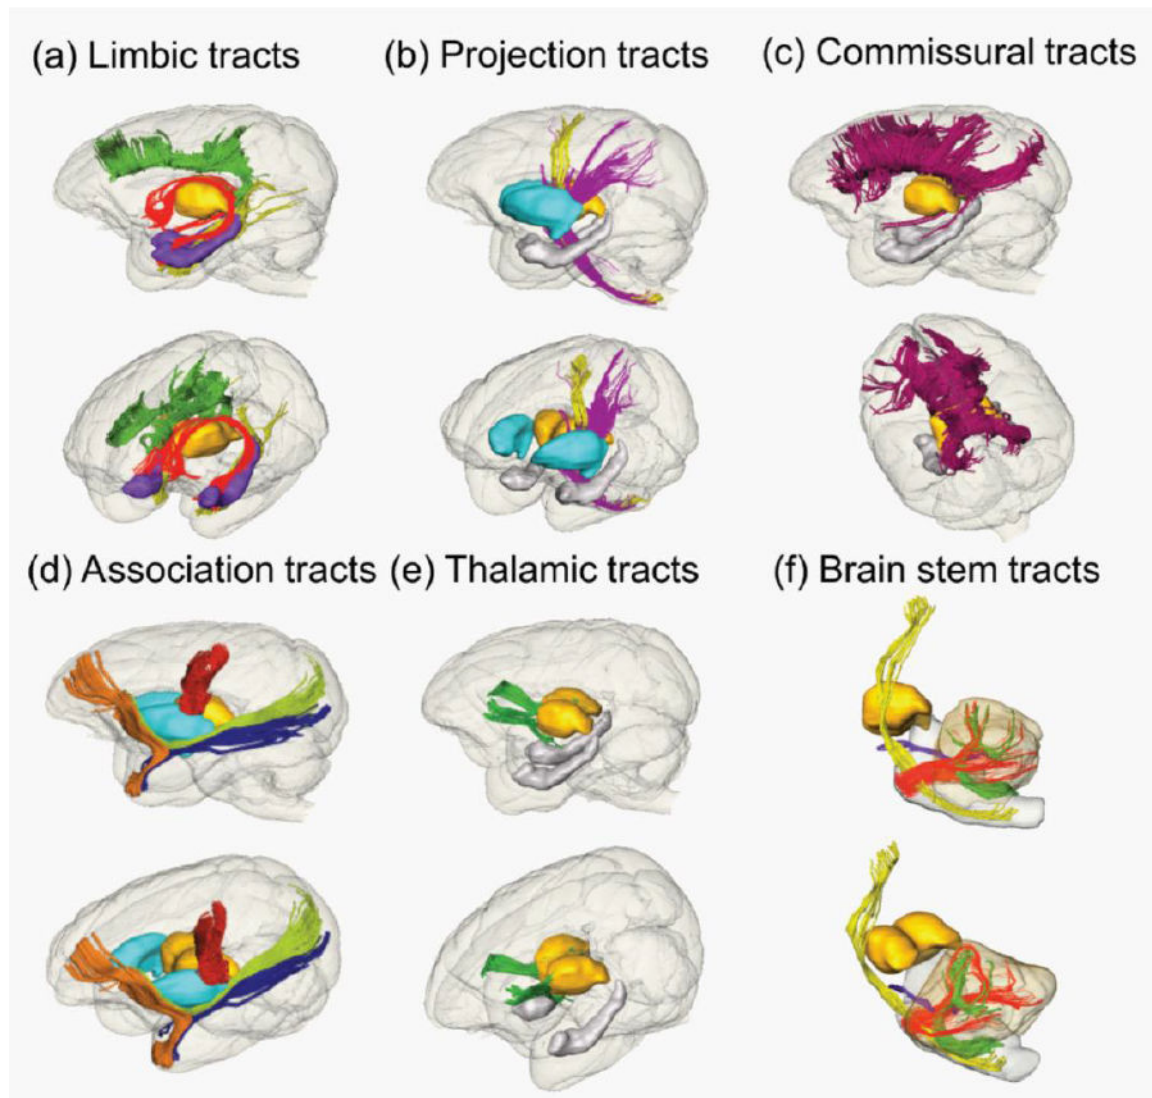 (a) Limbic tracts
(b) Projection tracts
(c) Commissural tracts
(d) Association tracts
(e) Thalamic tracts
(f) Brain stem tracts